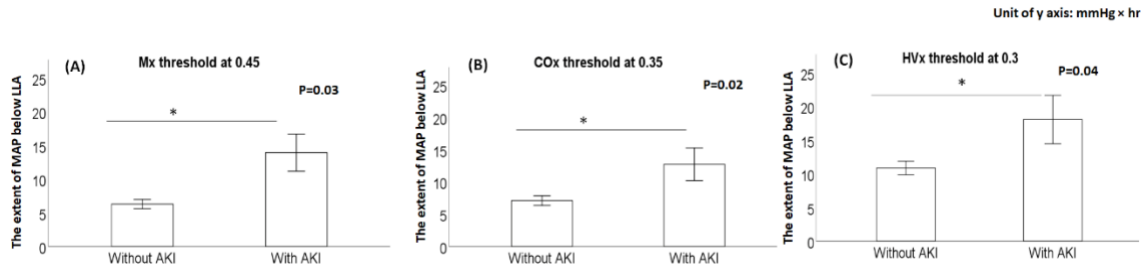 Unit of y axis: mmHg × hr
(A)
Mx threshold at 0.45
P=0.03
*
The extent of MAP below LLA
25
20
15
10
5
0
Without AKI
With AKI
(B)
COx threshold at 0.35
P=0.02
*
The extent of MAP below LLA
25
20
15
10
5
0
Without AKI
With AKI
(C)
HVx threshold at 0.3
P=0.04
*
The extent of MAP below LLA
25
20
15
10
5
0
Without AKI
With AKI